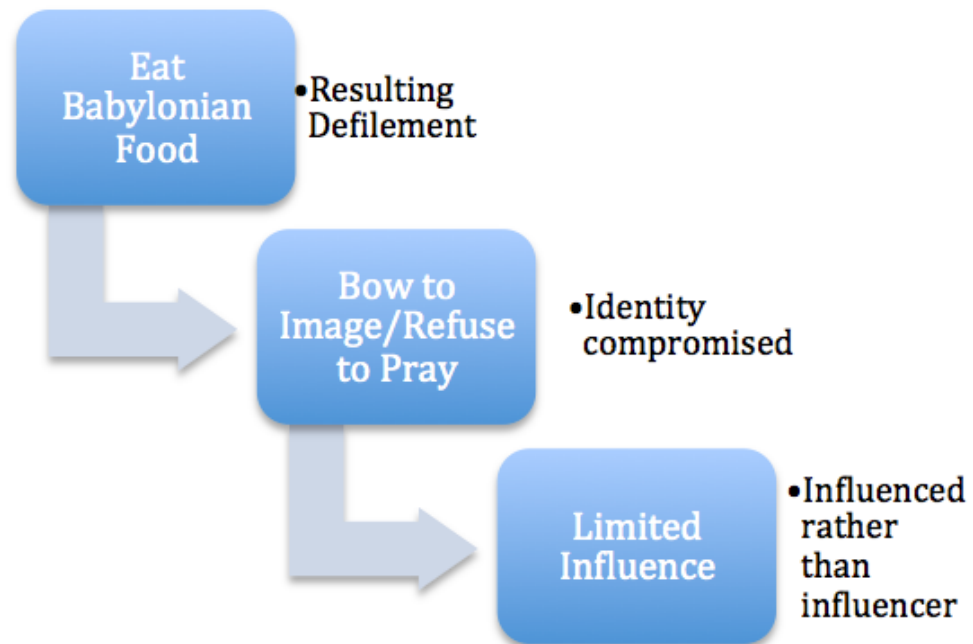 Eat
Babylonian
Food
•Resulting
Defilement
Bow to
Image/Refuse
to Pray
•Identity
compromised
Limited
Influence
•Influenced
rather
than
influencer